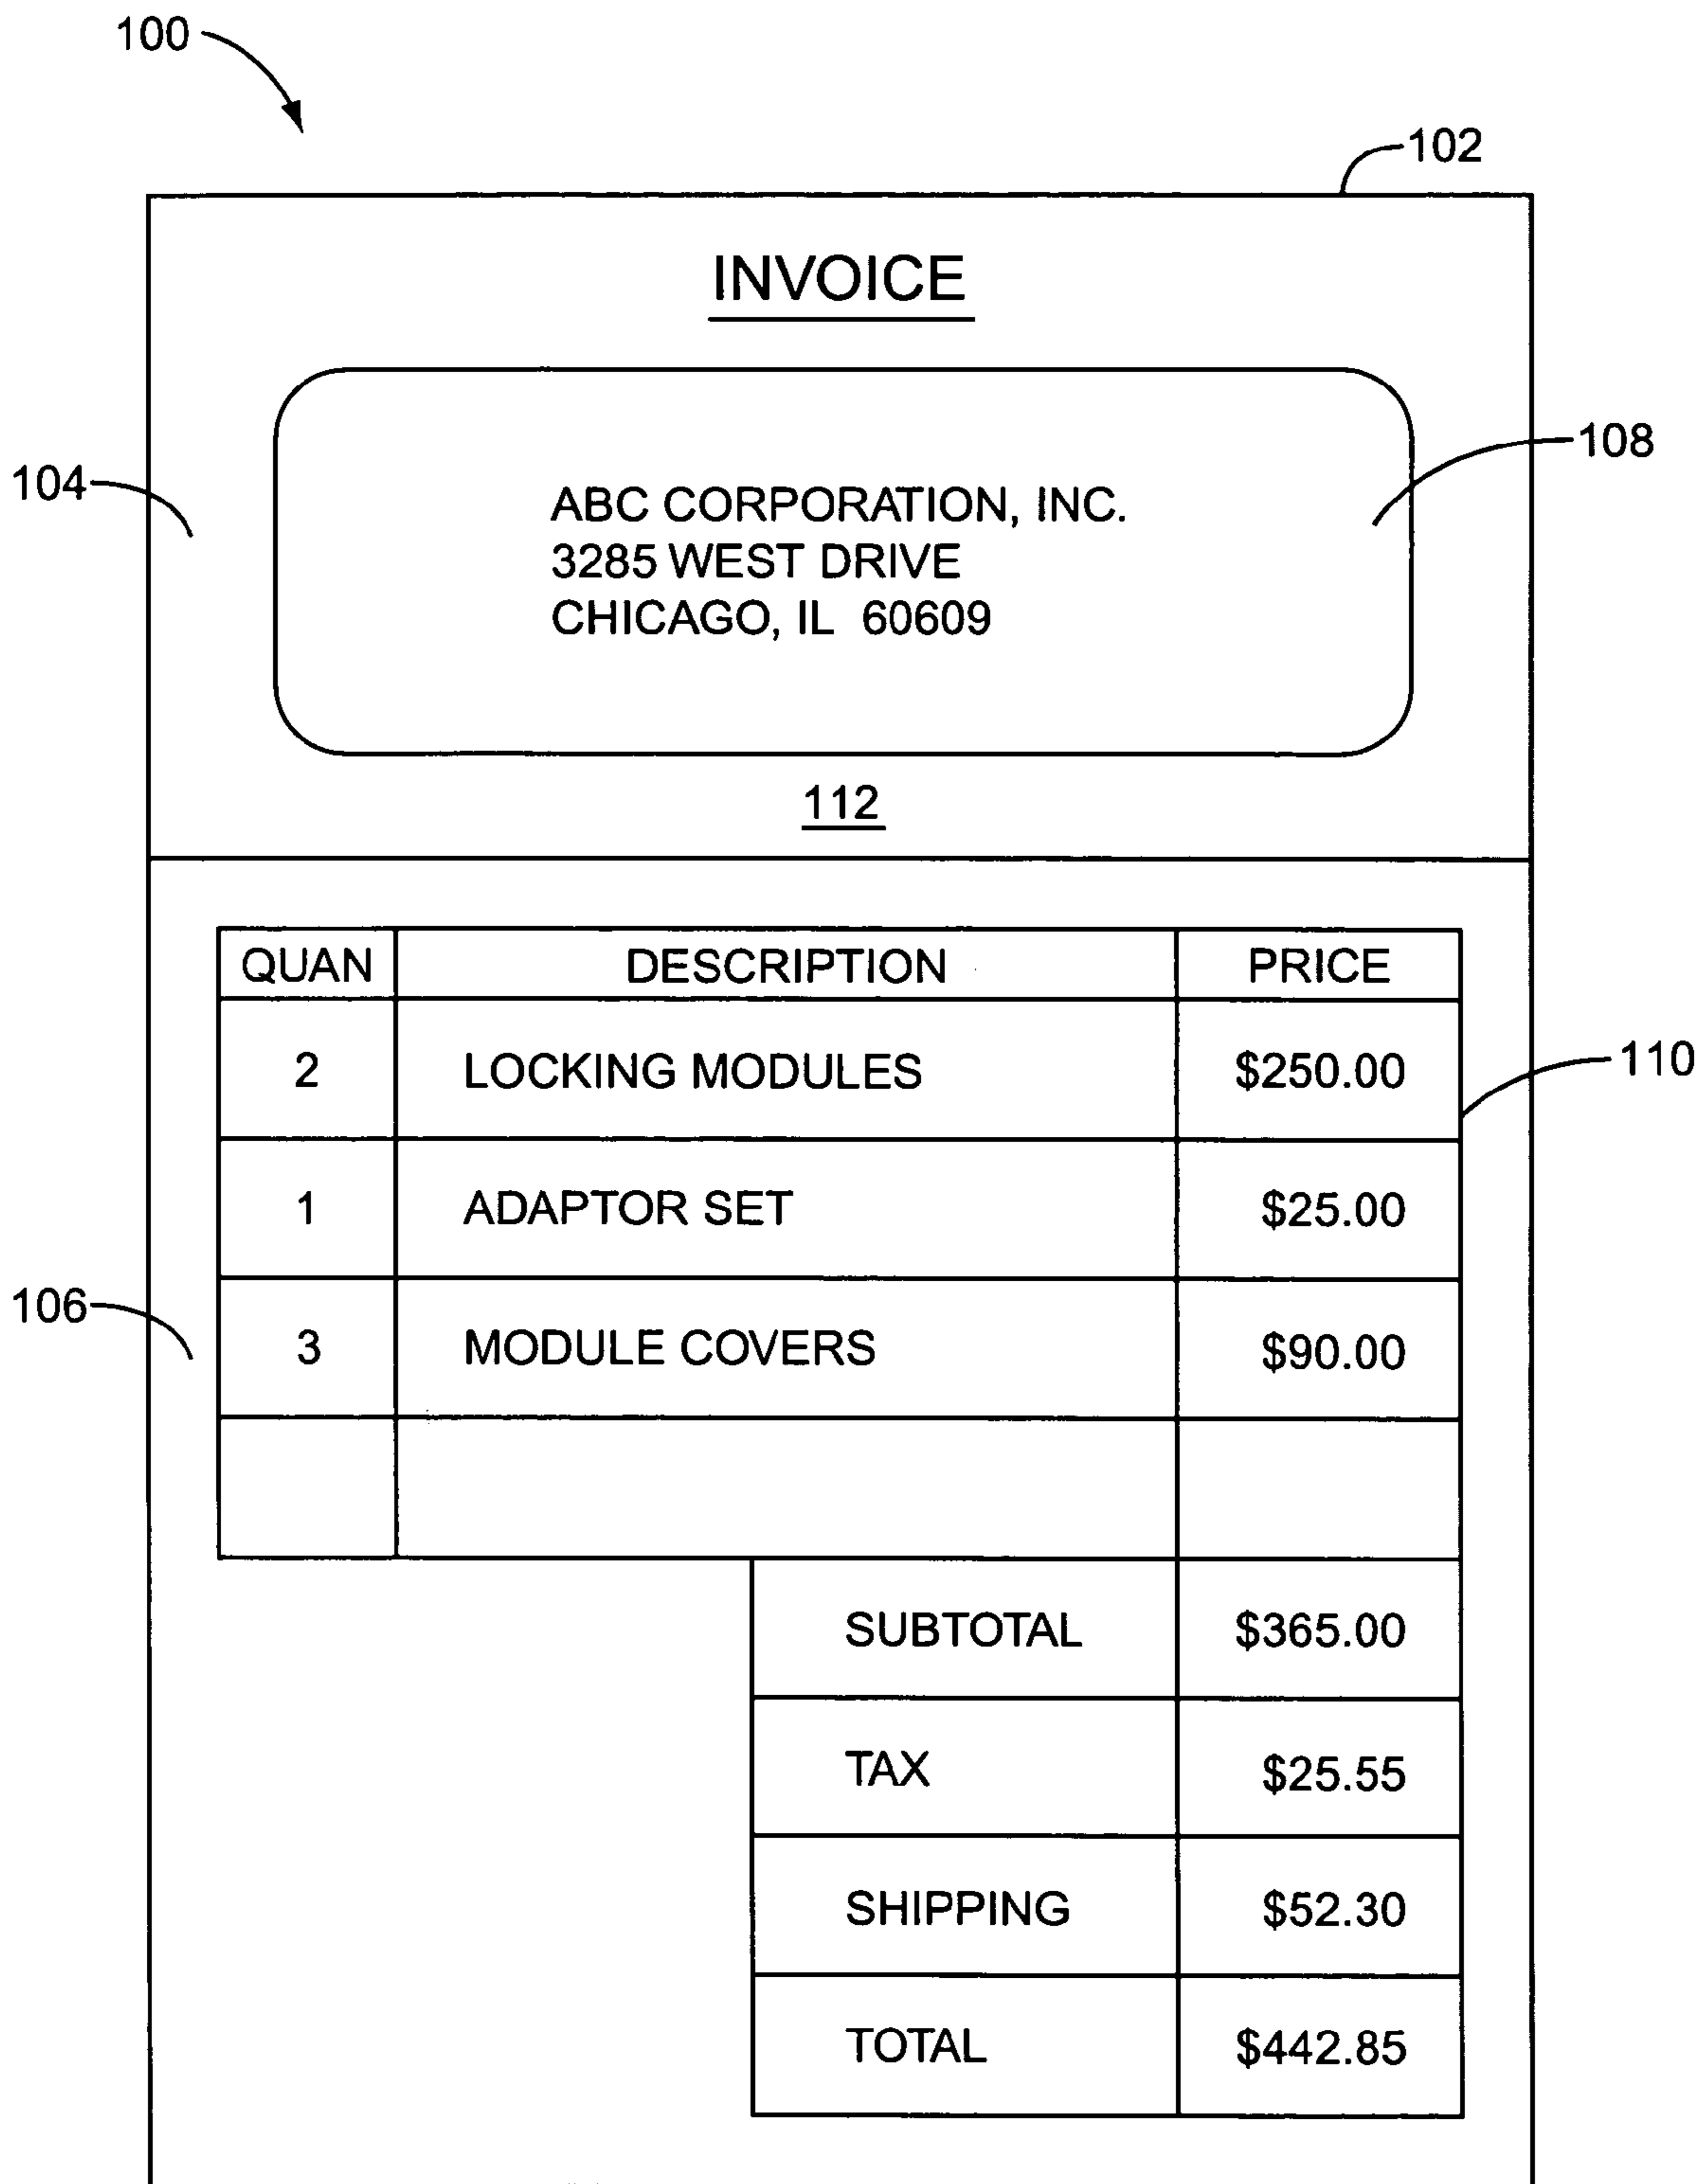 100
102
INVOICE
108
104
ABC CORPORATION, INC.
3285 WEST DRIVE
CHICAGO, IL 60609
112
QUAN DESCRIPTION PRICE
2 LOCKING MODULES $250.00
110
1 ADAPTOR SET $25.00
106
3 MODULE COVERS $90.00
SUBTOTAL $365.00
TAX $25.55
SHIPPING $52.30
TOTAL $442.85